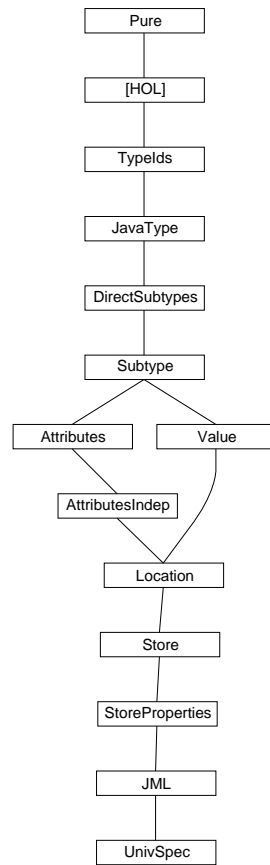 Pure
[HOL]
TypeIds
JavaType
DirectSubtypes
Subtype
Attributes
Value
AttributesIndep
Location
Store
StoreProperties
JML
UnivSpec